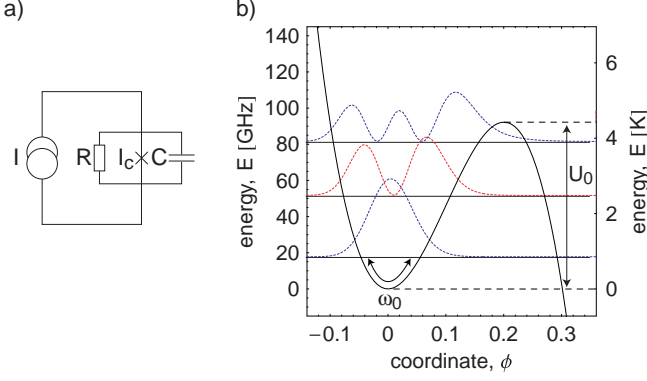 a)
I
R
I_c
C
b)
energy, E [GHz]
140
120
100
80
60
40
20
0
−0.1
0
0.1
0.2
0.3
coordinate, ϕ
ω_0
U_0
6
4
2
0
energy, E [K]